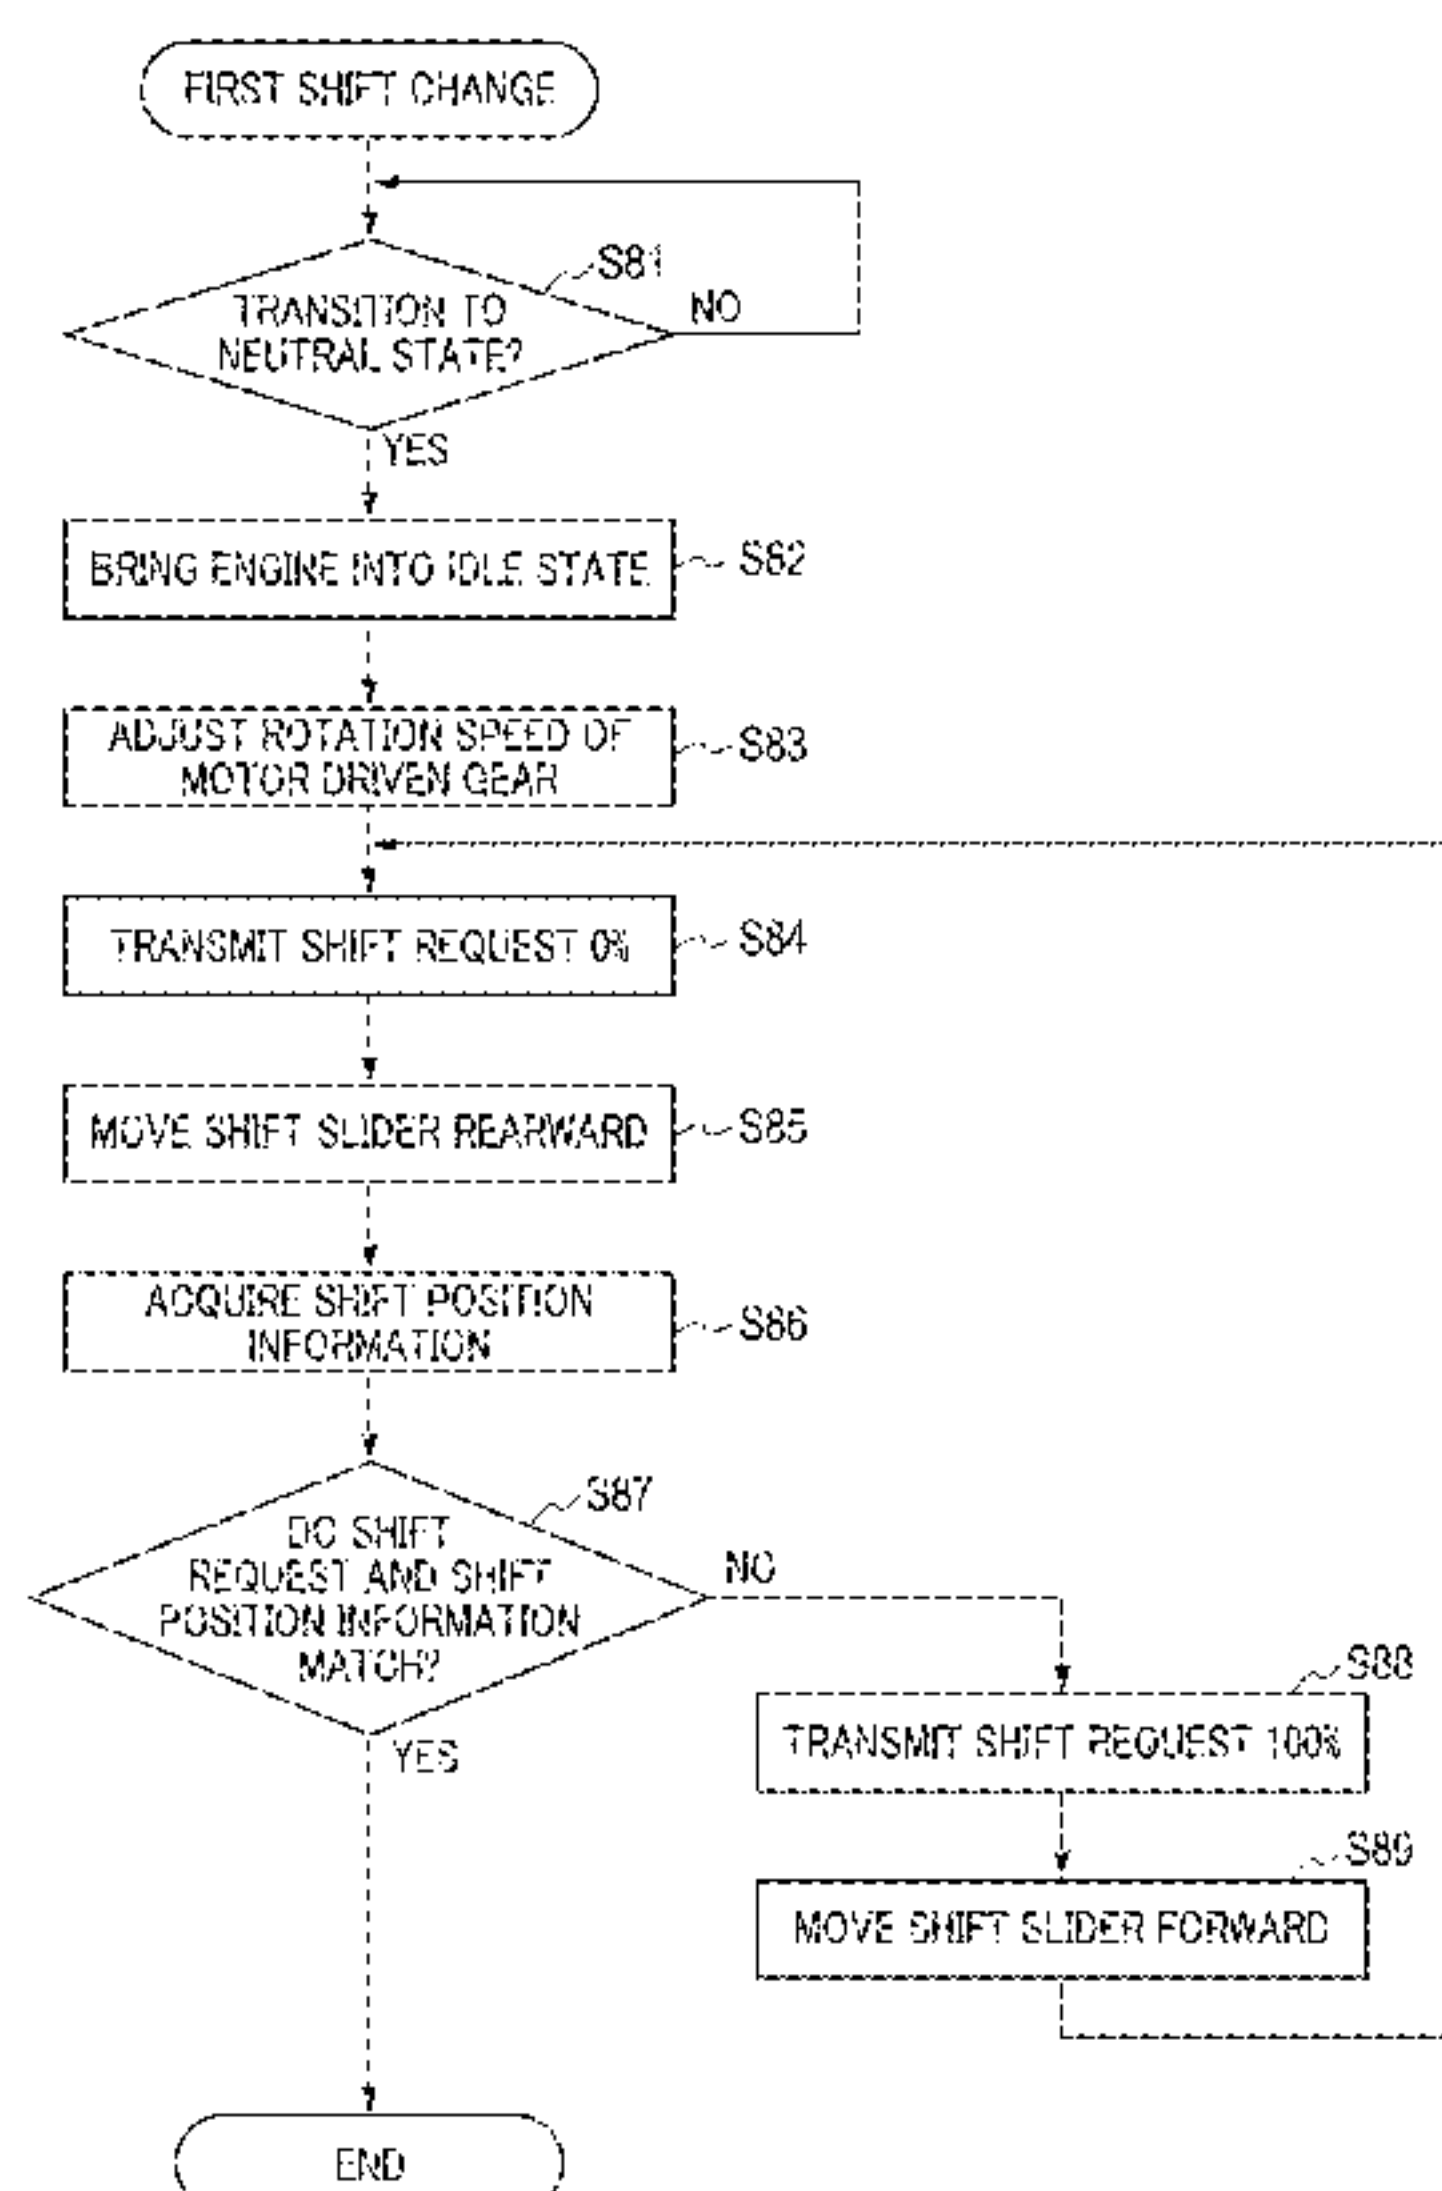 FIRST SHIFT CHANGE
S81
TRANSITION TO
NEUTRAL STATE?
NO
YES
BRING ENGINE INTO IDLE STATE
S82
ADJUST ROTATION SPEED OF
MOTOR DRIVEN GEAR
S83
TRANSMIT SHIFT REQUEST 0%
S84
MOVE SHIFT SLIDER REARWARD
S85
ACQUIRE SHIFT POSITION
INFORMATION
S86
S87
DO SHIFT
REQUEST AND SHIFT
POSITION INFORMATION
MATCH?
NO
YES
S88
TRANSMIT SHIFT REQUEST 100%
S89
MOVE SHIFT SLIDER FORWARD
END